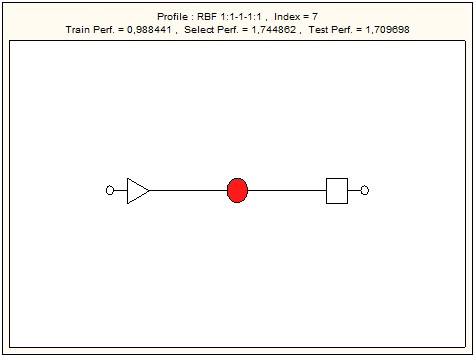 Profile : RBF 1:1-1-1:1 ,  Index = 7
Train Perf. = 0,988441 ,  Select Perf. = 1,744862 ,  Test Perf. = 1,709698